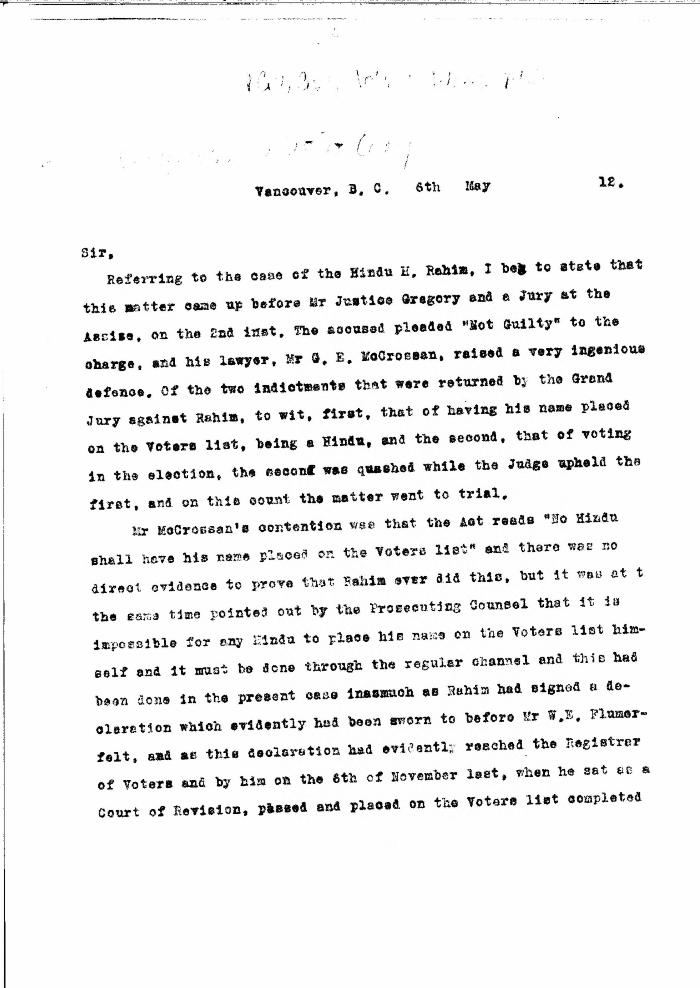 Vancouver, B. C. 6th May 12.
Sir,
Referring to the case of the Hindu H. Rahim, I beg to state that
this matter came up before Mr Justice Gregory and a Jury at the
Assise, on the 2nd inst. The accused pleaded "Not Guilty" to the
charge, and his lawyer, Mr G. E. McCrossan, raised a very ingenious
defence. Of the two indictments that were returned by the Grand
Jury against Rahim, to wit, first, that of having his name placed
on the Voters list, being a Hindu, and the second, that of voting
in the election, the second was quashed while the Judge upheld the
first, and on this count the matter went to trial.
Mr McCrossan's contention was that the Act reads "No Hindu
shall have his name placed on the Voters list" and there was no
direct evidence to prove that Rahim ever did this, but it was at t
the same time pointed out by the Prosecuting Counsel that it is
impossible for any Hindu to place his name on the Voters list him-
self and it must be done through the regular channel and this had
been done in the present case inasmuch as Rahim had signed a de-
claration which evidently had been sworn to before Mr W.E. Flumer-
felt, and as this declaration had evidently reached the Registrar
of Voters and by him on the 6th of November last, when he sat as a
Court of Revision, passed and placed on the Voters list completed